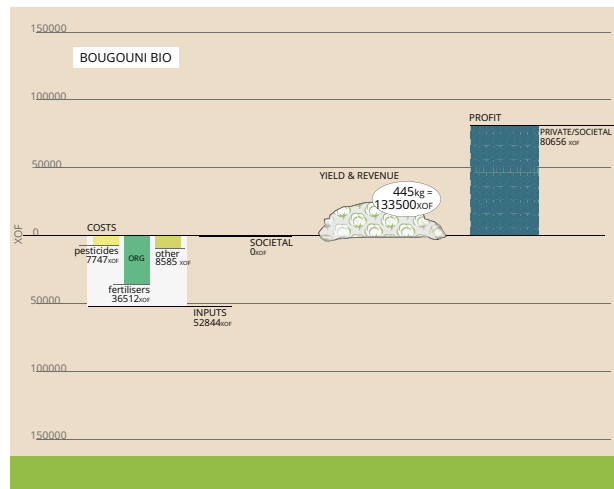 150000
BOUGOUNI BIO
100000
PROFIT
PRIVATE/SOCIETAL
80656 XOF
50000
YIELD & REVENUE
445kg =
133500XOF
COSTS
XOF
0
SOCIETAL
0XOF
pesticides
7747XOF
ORG
other
8585 XOF
fertilisers
36512XOF
50000
INPUTS
52844XOF
100000
150000